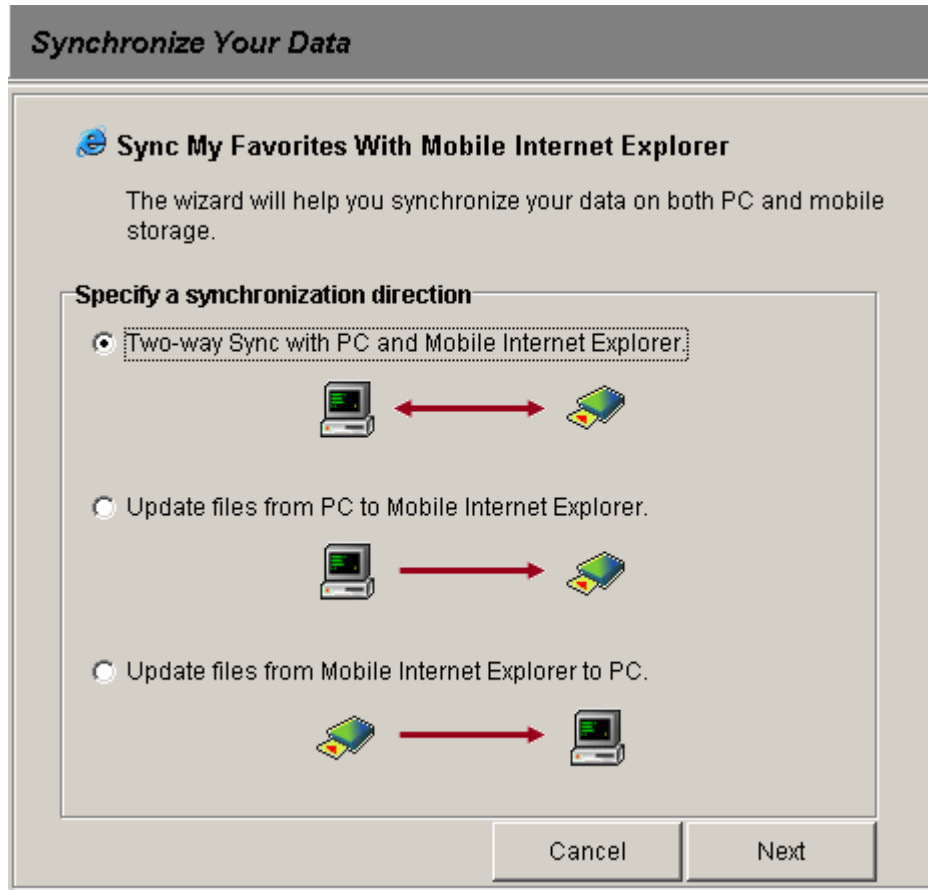 Synchronize Your Data
Sync My Favorites With Mobile Internet Explorer
The wizard will help you synchronize your data on both PC and mobile
storage.
Specify a synchronization direction
Two-way Sync with PC and Mobile Internet Explorer.
Update files from PC to Mobile Internet Explorer.
Update files from Mobile Internet Explorer to PC.
Cancel Next